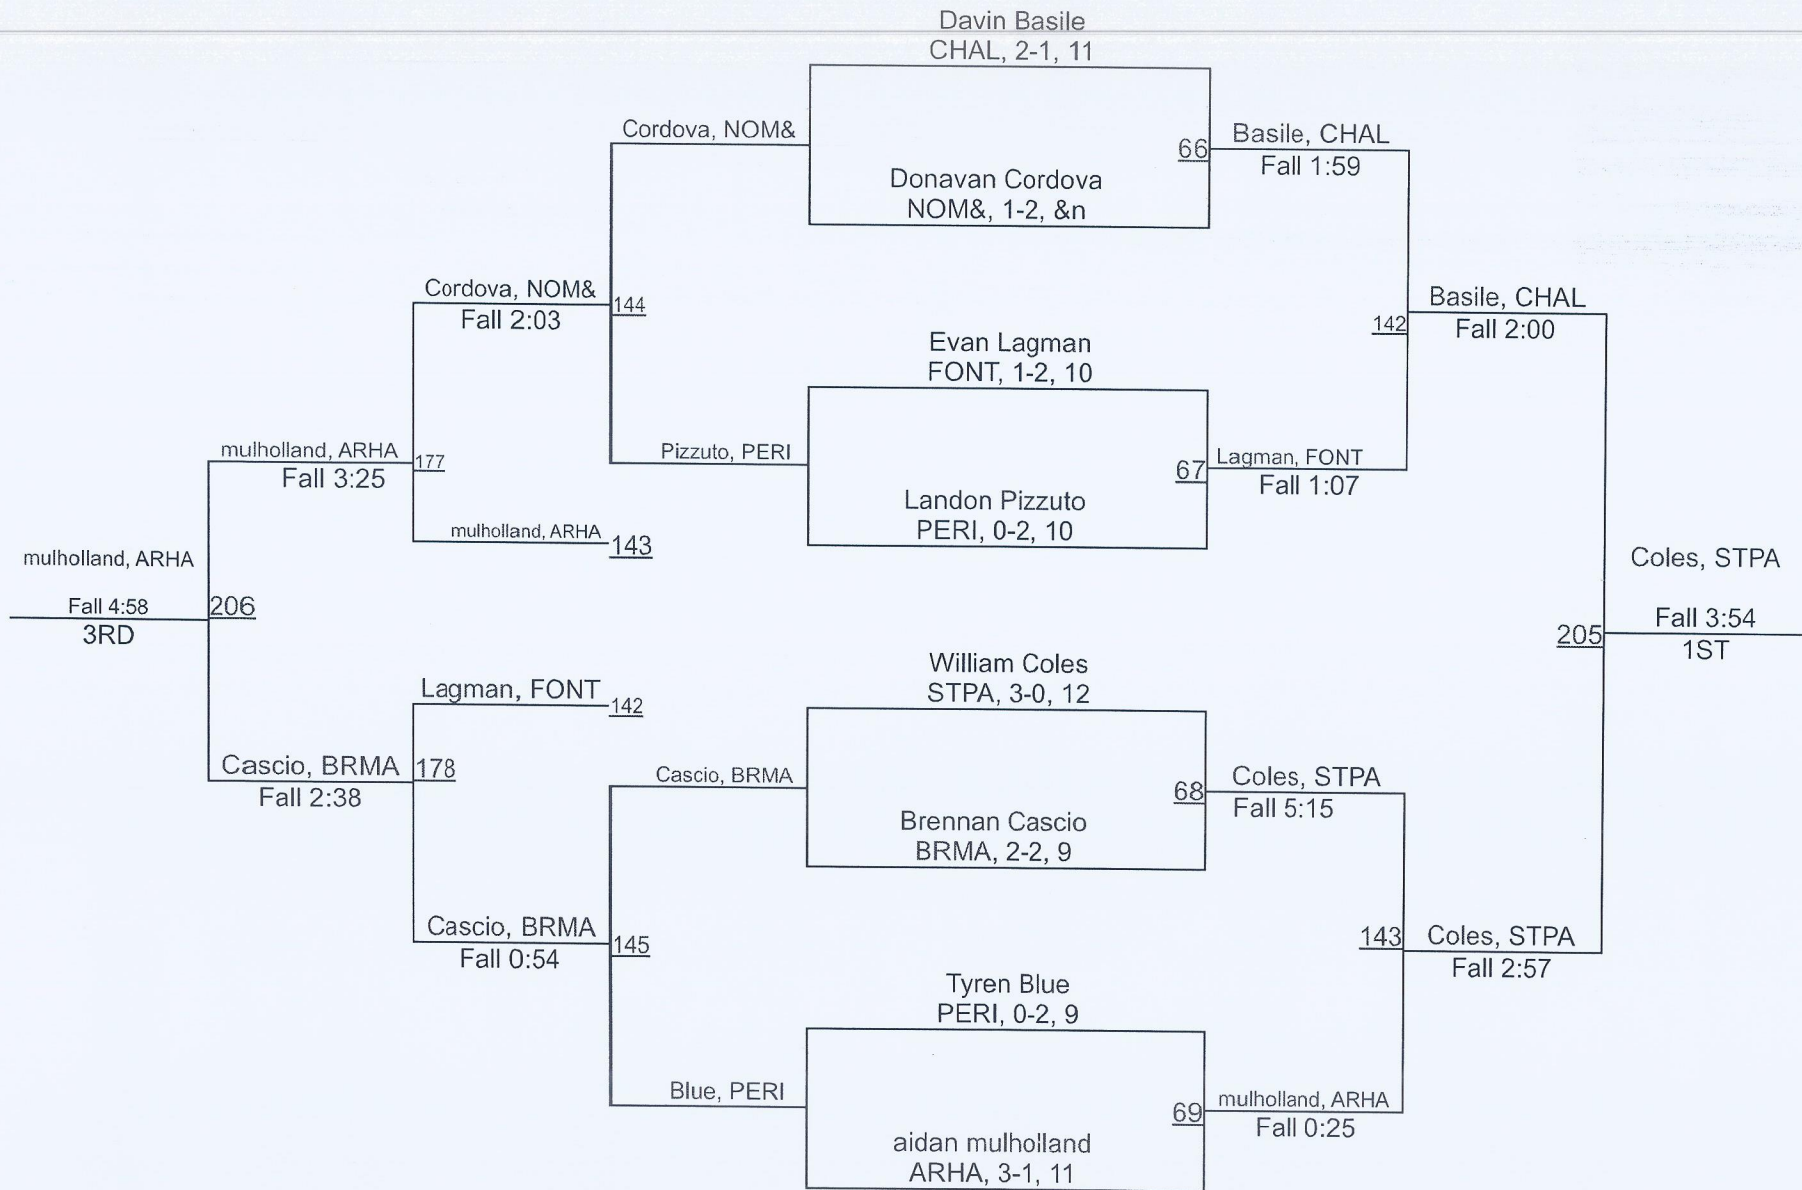 Davin Basile
CHAL, 2-1, 11
Cordova, NOM&
66
Basile, CHAL
Fall 1:59
Donavan Cordova
NOM&, 1-2, &n
Cordova, NOM&
Fall 2:03
144
Basile, CHAL
Fall 2:00
142
Evan Lagman
FONT, 1-2, 10
mulholland, ARHA
Fall 3:25
177
Pizzuto, PERI
67
Lagman, FONT
Fall 1:07
Landon Pizzuto
PERI, 0-2, 10
mulholland, ARHA
143
mulholland, ARHA
Fall 4:58
3RD
206
Coles, STPA
Fall 3:54
1ST
205
William Coles
STPA, 3-0, 12
Lagman, FONT
142
Cascio, BRMA
Fall 2:38
178
Cascio, BRMA
68
Coles, STPA
Fall 5:15
Brennan Cascio
BRMA, 2-2, 9
Cascio, BRMA
Fall 0:54
145
143
Coles, STPA
Fall 2:57
Tyren Blue
PERI, 0-2, 9
Blue, PERI
69
mulholland, ARHA
Fall 0:25
aidan mulholland
ARHA, 3-1, 11